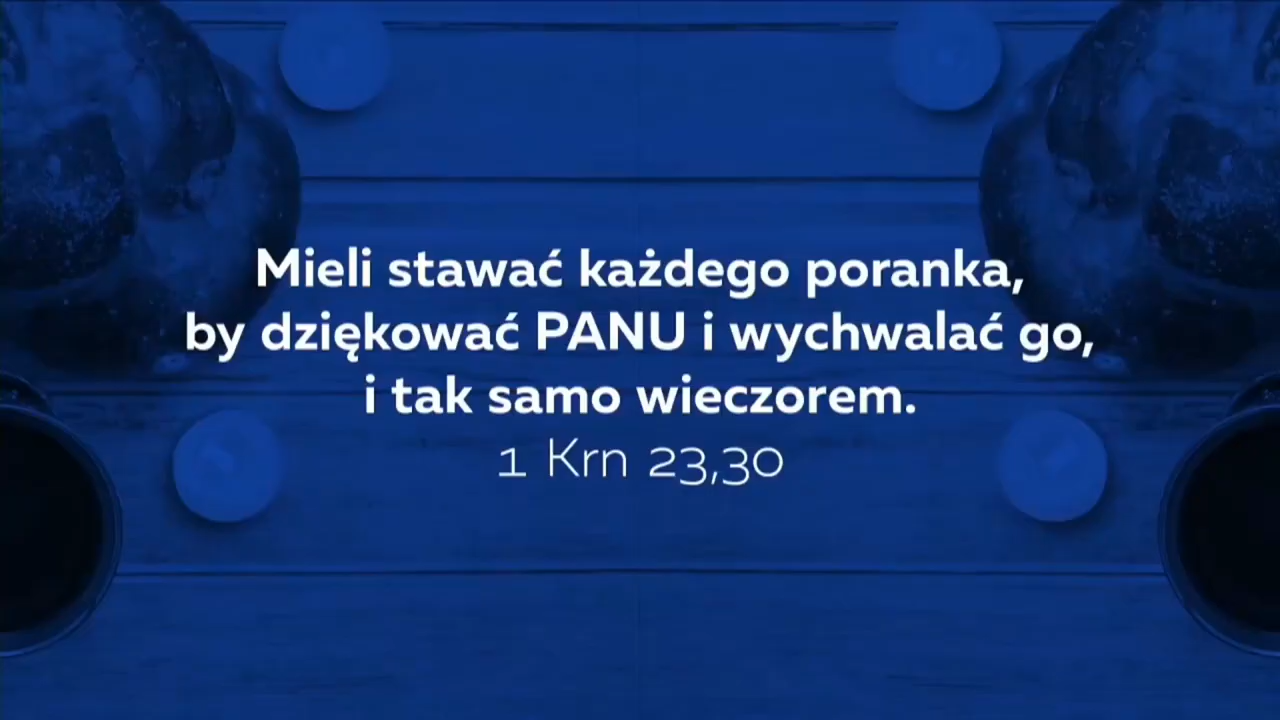 Mieli stawać każdego poranka,
by dziękować PANU i wychwalać go,
i tak samo wieczorem.
1 Krn 23,30